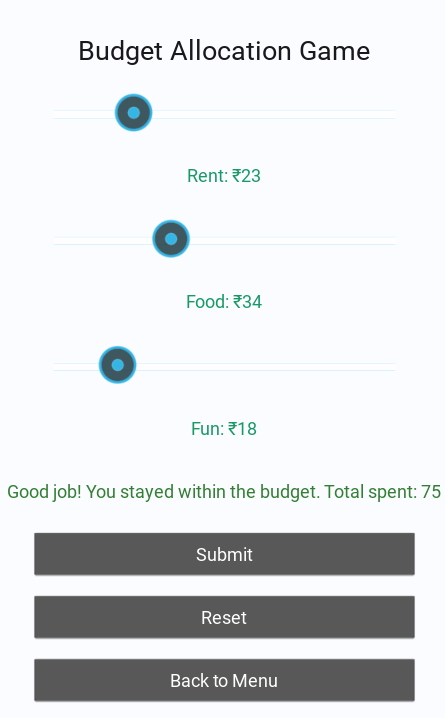 Budget Allocation Game
Rent: ₹23
Food: ₹34
Fun: ₹18
Good job! You stayed within the budget. Total spent: 75
Submit
Reset
Back to Menu